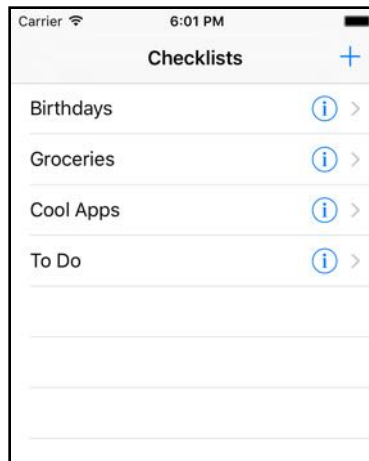 Carrier 6:01 PM
Checklists +
Birthdays
Groceries
Cool Apps
To Do